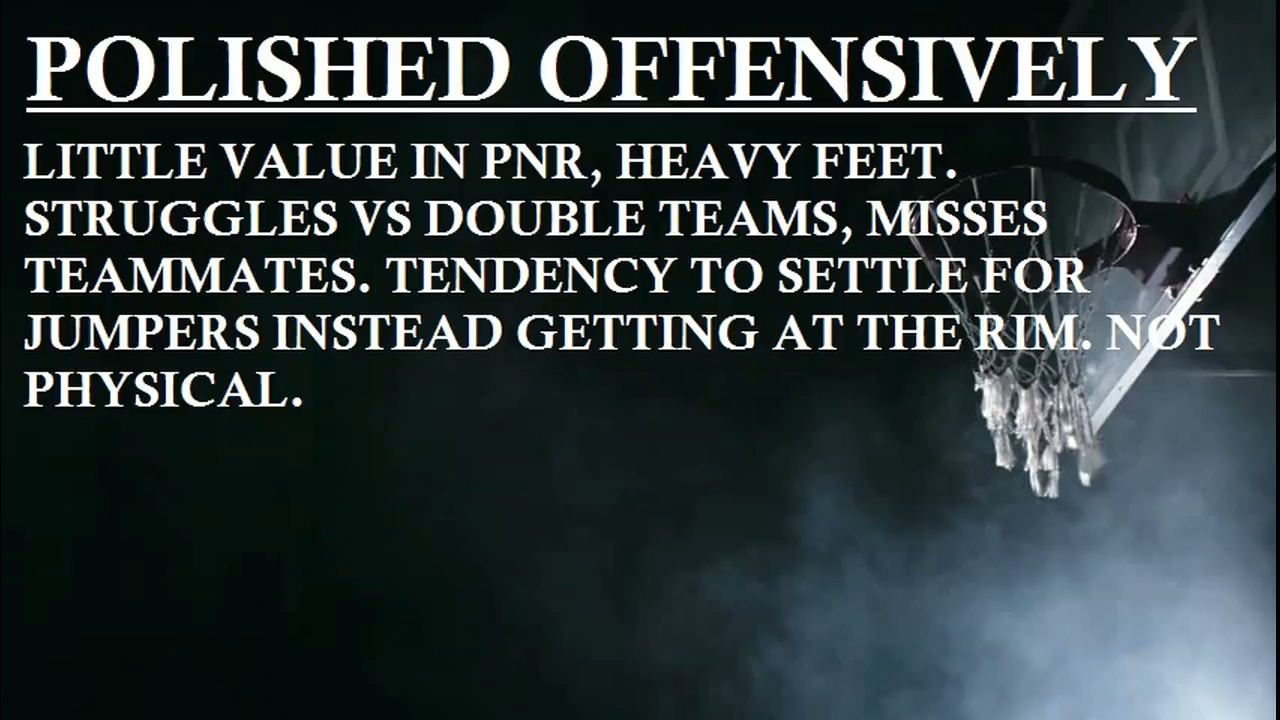 POLISHED OFFENSIVELY
LITTLE VALUE IN PNR, HEAVY FEET.
STRUGGLES VS DOUBLE TEAMS, MISSES
TEAMMATES. TENDENCY TO SETTLE FOR
JUMPERS INSTEAD GETTING AT THE RIM. NOT
PHYSICAL.